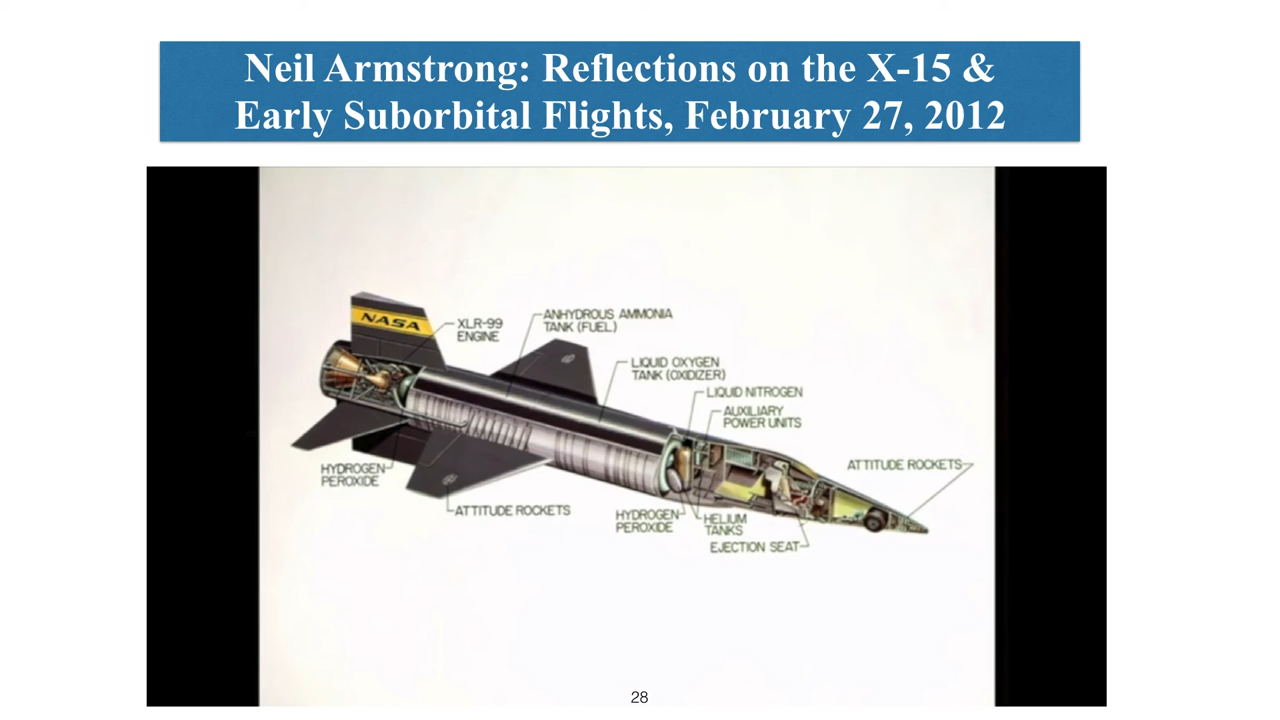 Neil Armstrong: Reflections on the X-15 &
Early Suborbital Flights, February 27, 2012
NASA
XLR-99
ENGINE
ANHYDROUS AMMONIA
TANK (FUEL)
LIQUID OXYGEN
TANK (OXIDIZER)
LIQUID NITROGEN
AUXILIARY
POWER UNITS
ATTITUDE ROCKETS
HYDROGEN
PEROXIDE
ATTITUDE ROCKETS
HYDROGEN
PEROXIDE
HELIUM
TANKS
EJECTION SEAT
28